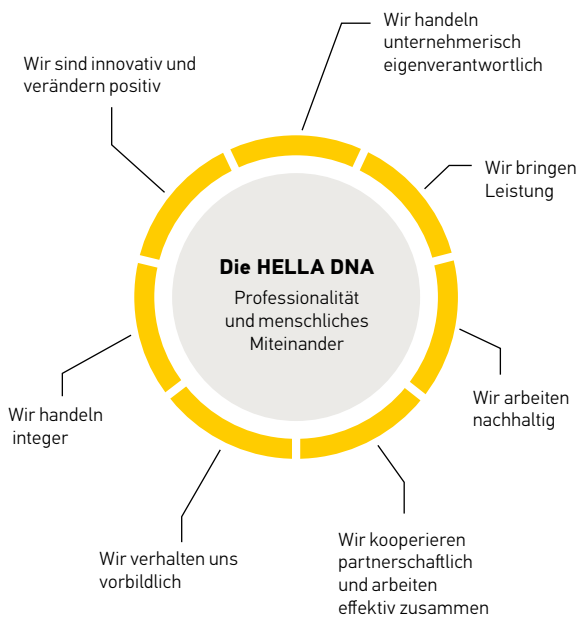 Wir handeln
unternehmerisch
eigenverantwortlich
Wir sind innovativ und
verändern positiv
Wir bringen
Leistung
Die HELLA DNA
Professionalität
und menschliches
Miteinander
Wir arbeiten
nachhaltig
Wir handeln
integer
Wir kooperieren
partnerschaftlich
und arbeiten
effektiv zusammen
Wir verhalten uns
vorbildlich